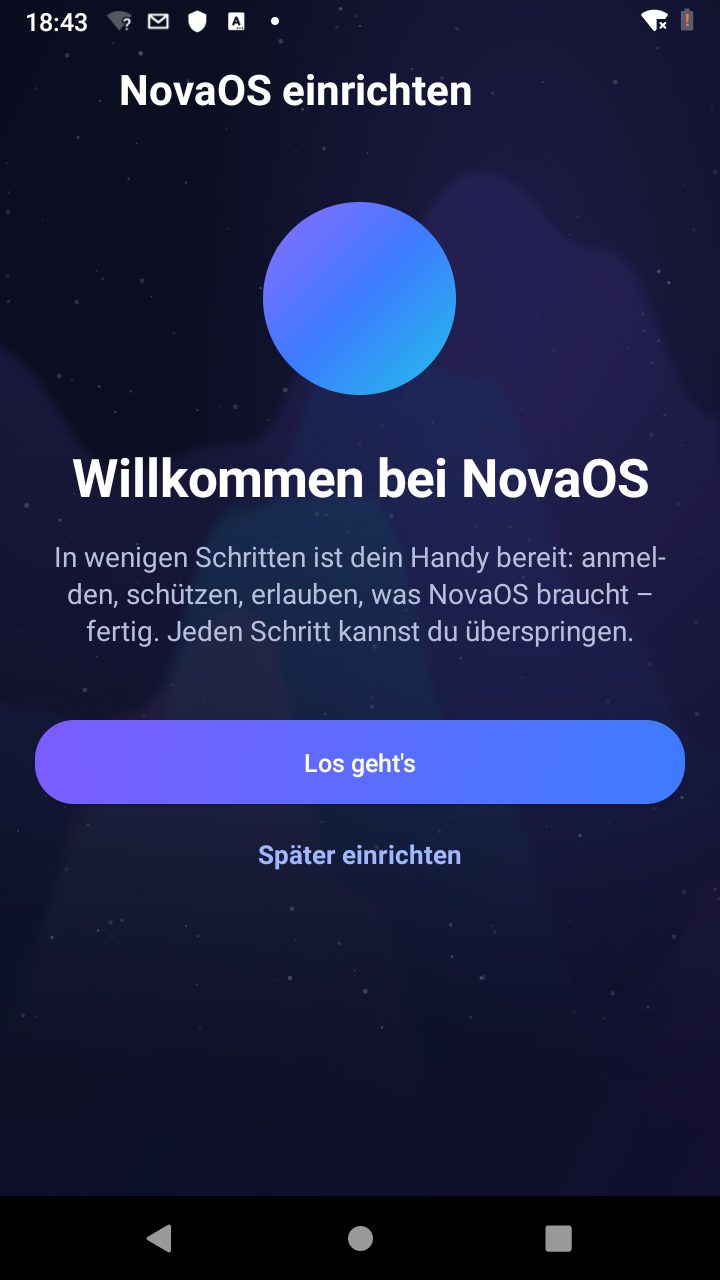 18:43
NovaOS einrichten
Willkommen bei NovaOS
In wenigen Schritten ist dein Handy bereit: anmel-
den, schützen, erlauben, was NovaOS braucht –
fertig. Jeden Schritt kannst du überspringen.
Los geht's
Später einrichten